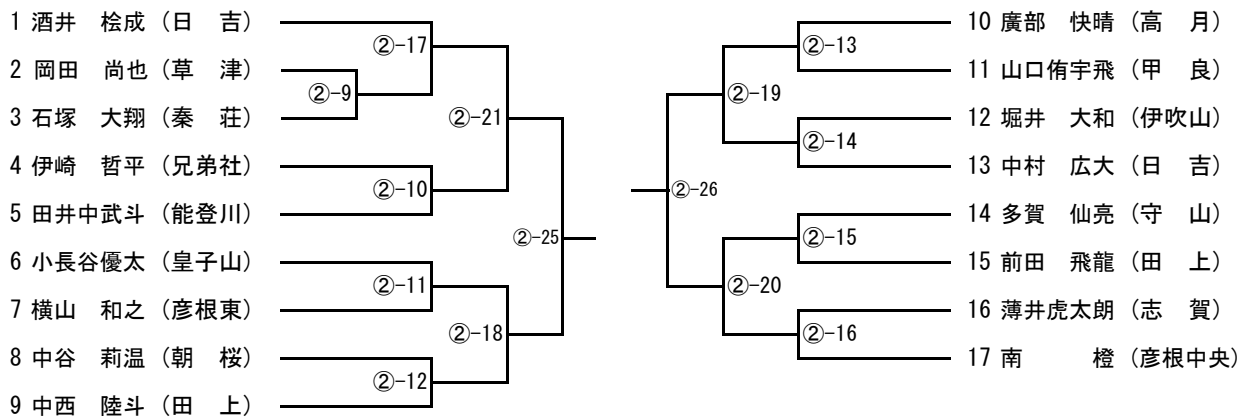 1 酒井　桧成（日　吉）
2 岡田　尚也（草　津）
3 石塚　大翔（秦　荘）
4 伊崎　哲平（兄弟社）
5 田井中武斗（能登川）
6 小長谷優太（皇子山）
7 横山　和之（彦根東）
8 中谷　莉温（朝　桜）
9 中西　陸斗（田　上）
②-17
②-9
②-21
②-10
②-25
②-11
②-18
②-12
②-13
②-19
②-14
②-26
②-15
②-20
②-16
10 廣部　快晴（高　月）
11 山口侑宇飛（甲　良）
12 堀井　大和（伊吹山）
13 中村　広大（日　吉）
14 多賀　仙亮（守　山）
15 前田　飛龍（田　上）
16 薄井虎太朗（志　賀）
17 南　　　橙（彦根中央）